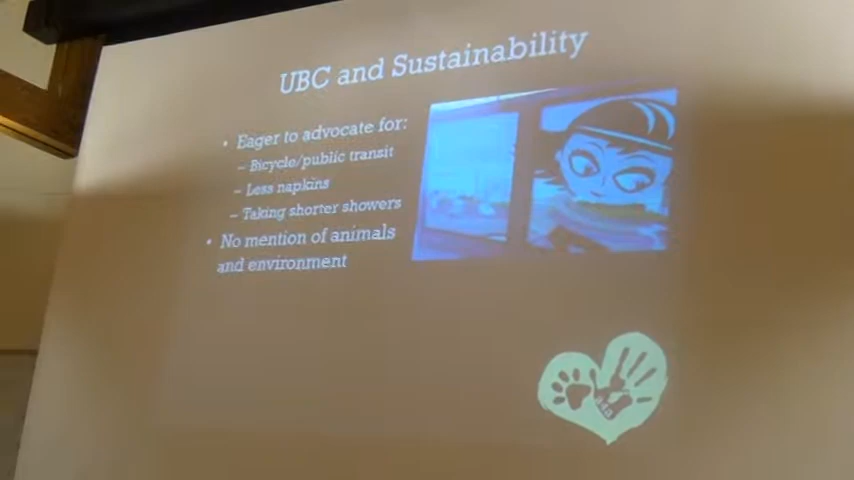 UBC and Sustainability
• Eager to advocate for:
– Bicycle/public transit
– Less napkins
– Taking shorter showers
• No mention of animals
and environment